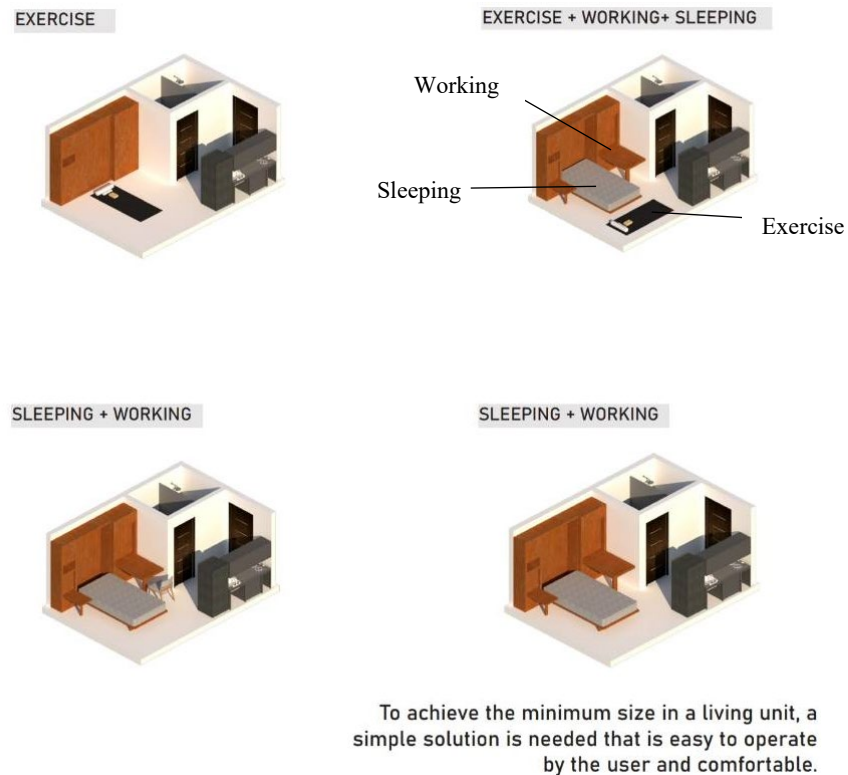 EXERCISE
EXERCISE + WORKING+ SLEEPING
Working
Sleeping
Exercise
SLEEPING + WORKING
SLEEPING + WORKING
To achieve the minimum size in a living unit, a
simple solution is needed that is easy to operate
by the user and comfortable.